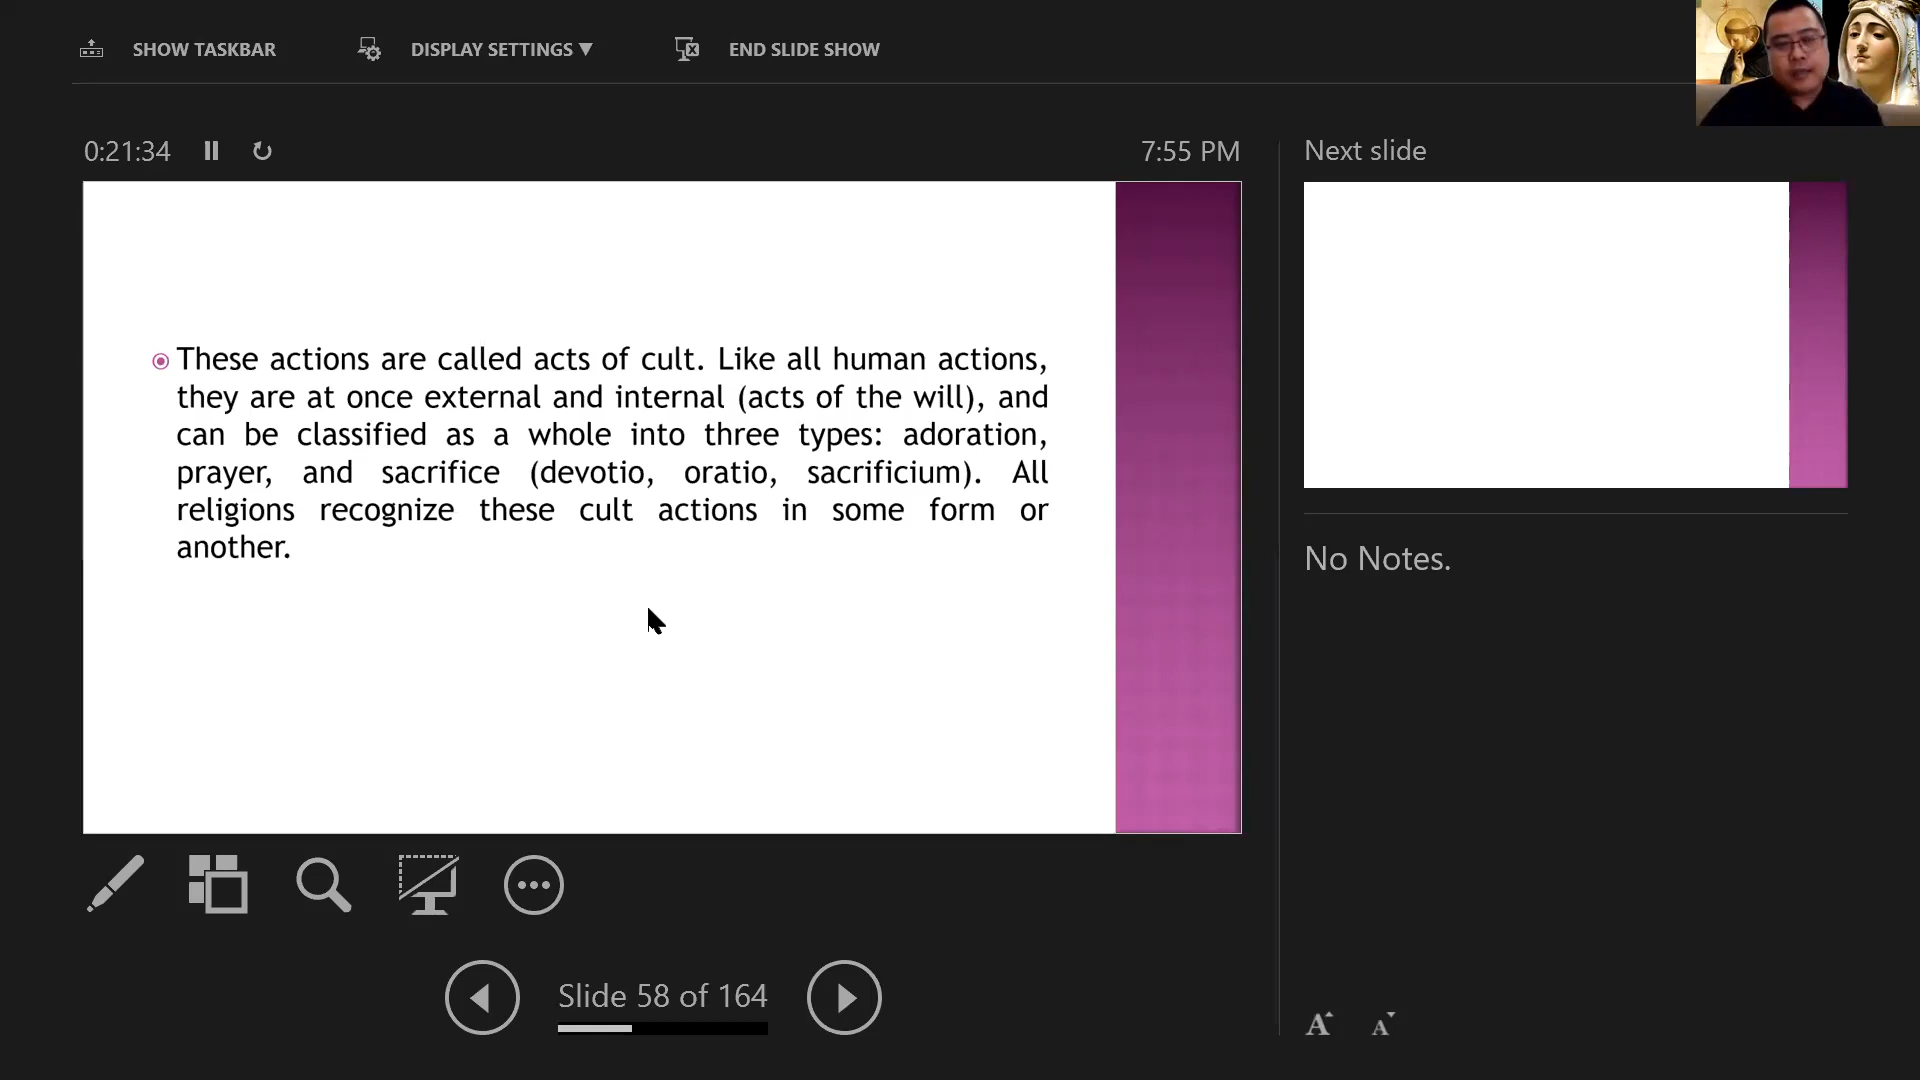 SHOW TASKBAR
DISPLAY SETTINGS ▼
END SLIDE SHOW
0:21:34
7:55 PM
Next slide
These actions are called acts of cult. Like all human actions,
they are at once external and internal (acts of the will), and
can be classified as a whole into three types: adoration,
prayer, and sacrifice (devotio, oratio, sacrificium). All
religions recognize these cult actions in some form or
another.
No Notes.
Slide 58 of 164
A
A